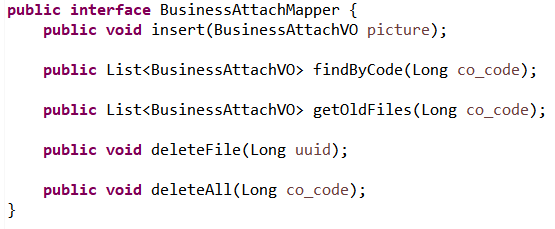 public interface BusinessAttachMapper {
public void insert(BusinessAttachVO picture);
public List<BusinessAttachVO> findByCode(Long co_code);
public List<BusinessAttachVO> getOldFiles(Long co_code);
public void deleteFile(Long uuid);
public void deleteAll(Long co_code);
}